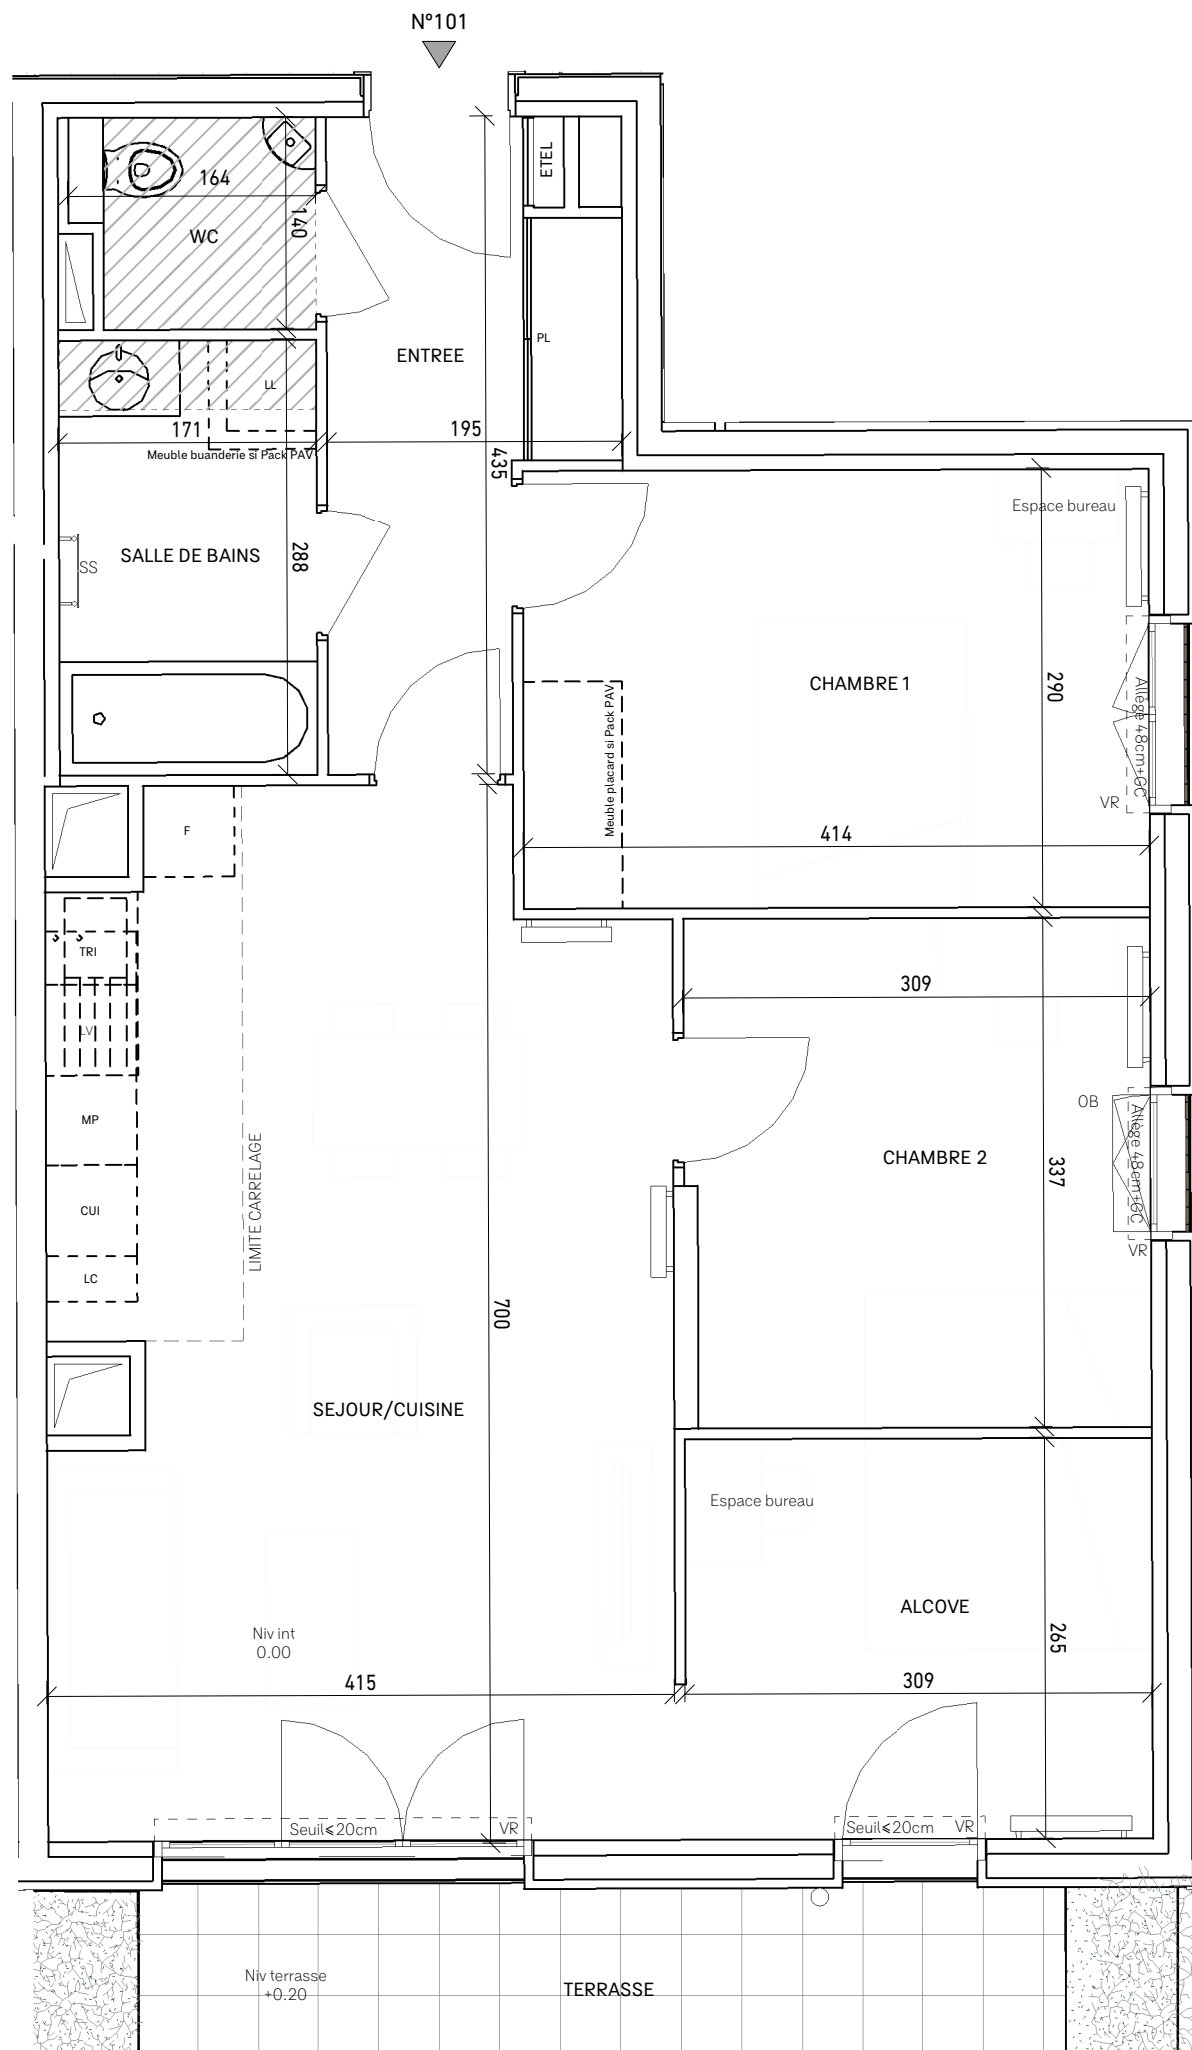 N°101
ETEL
164
140
WC
PL
ENTREE
LL
171
195
435
Meuble buanderie si Pack PAV
Espace bureau
SALLE DE BAINS
288
SS
CHAMBRE 1
290
Allège 48cm+GC
VR
Meuble placard si Pack PAV
414
F
TRI
LV
309
MP
OB
Allège 48cm+GC
CHAMBRE 2
337
LIMITE CARRELAGE
CUI
VR
LC
700
SEJOUR/CUISINE
Espace bureau
ALCOVE
265
Niv int
0.00
415
309
Seuil⩽20cm
VR
Seuil⩽20cm
VR
Niv terrasse
+0.20
TERRASSE